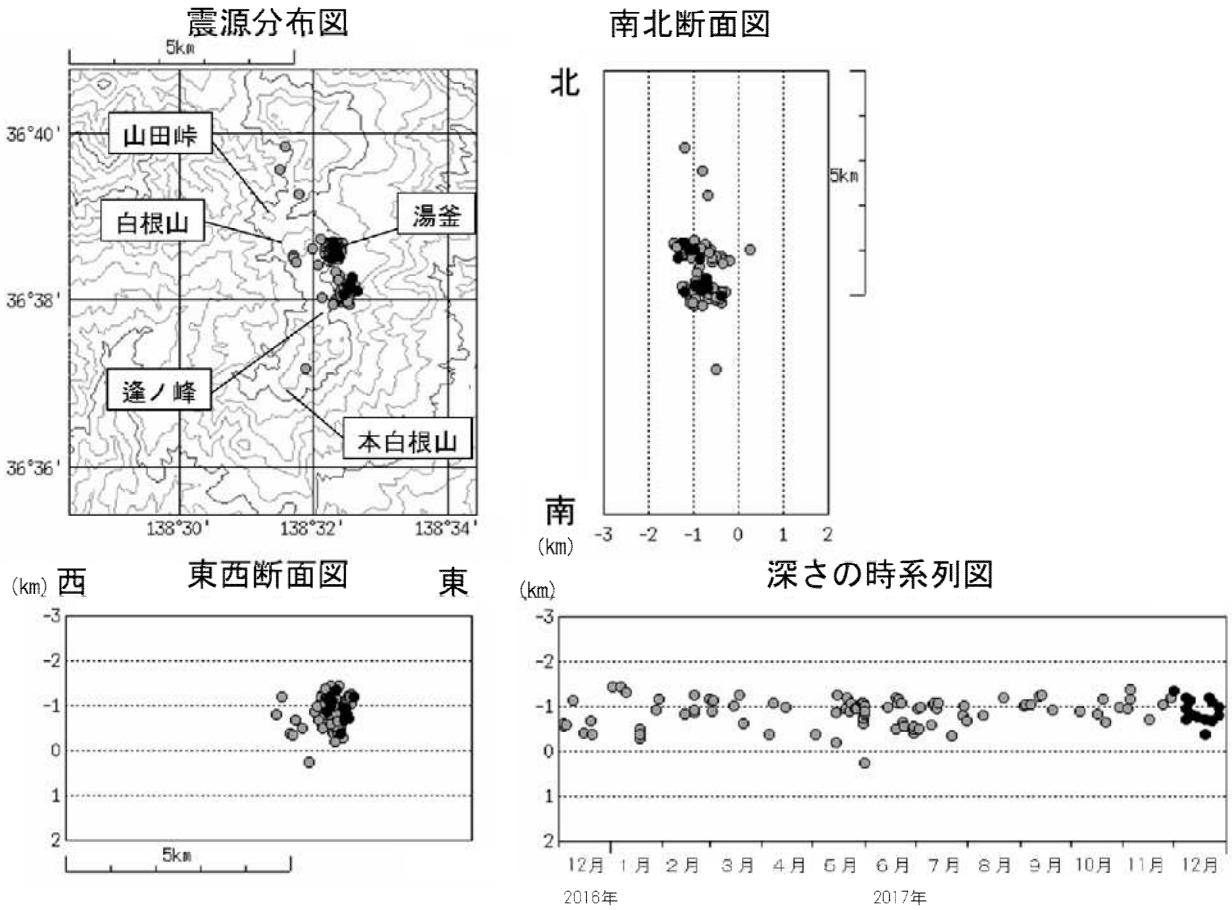 震源分布図
5km
36°40'
36°38'
36°36'
138°30'
138°32'
138°34'
山田峠
白根山
湯釜
逢ノ峰
本白根山
南北断面図
北
南
5km
(km)
-3 -2 -1 0 1 2
東西断面図
(km)
西
東
-3
-2
-1
0
1
2
5km
深さの時系列図
(km)
-3
-2
-1
0
1
2
12月 1月 2月 3月 4月 5月 6月 7月 8月 9月 10月 11月 12月
2016年 2017年